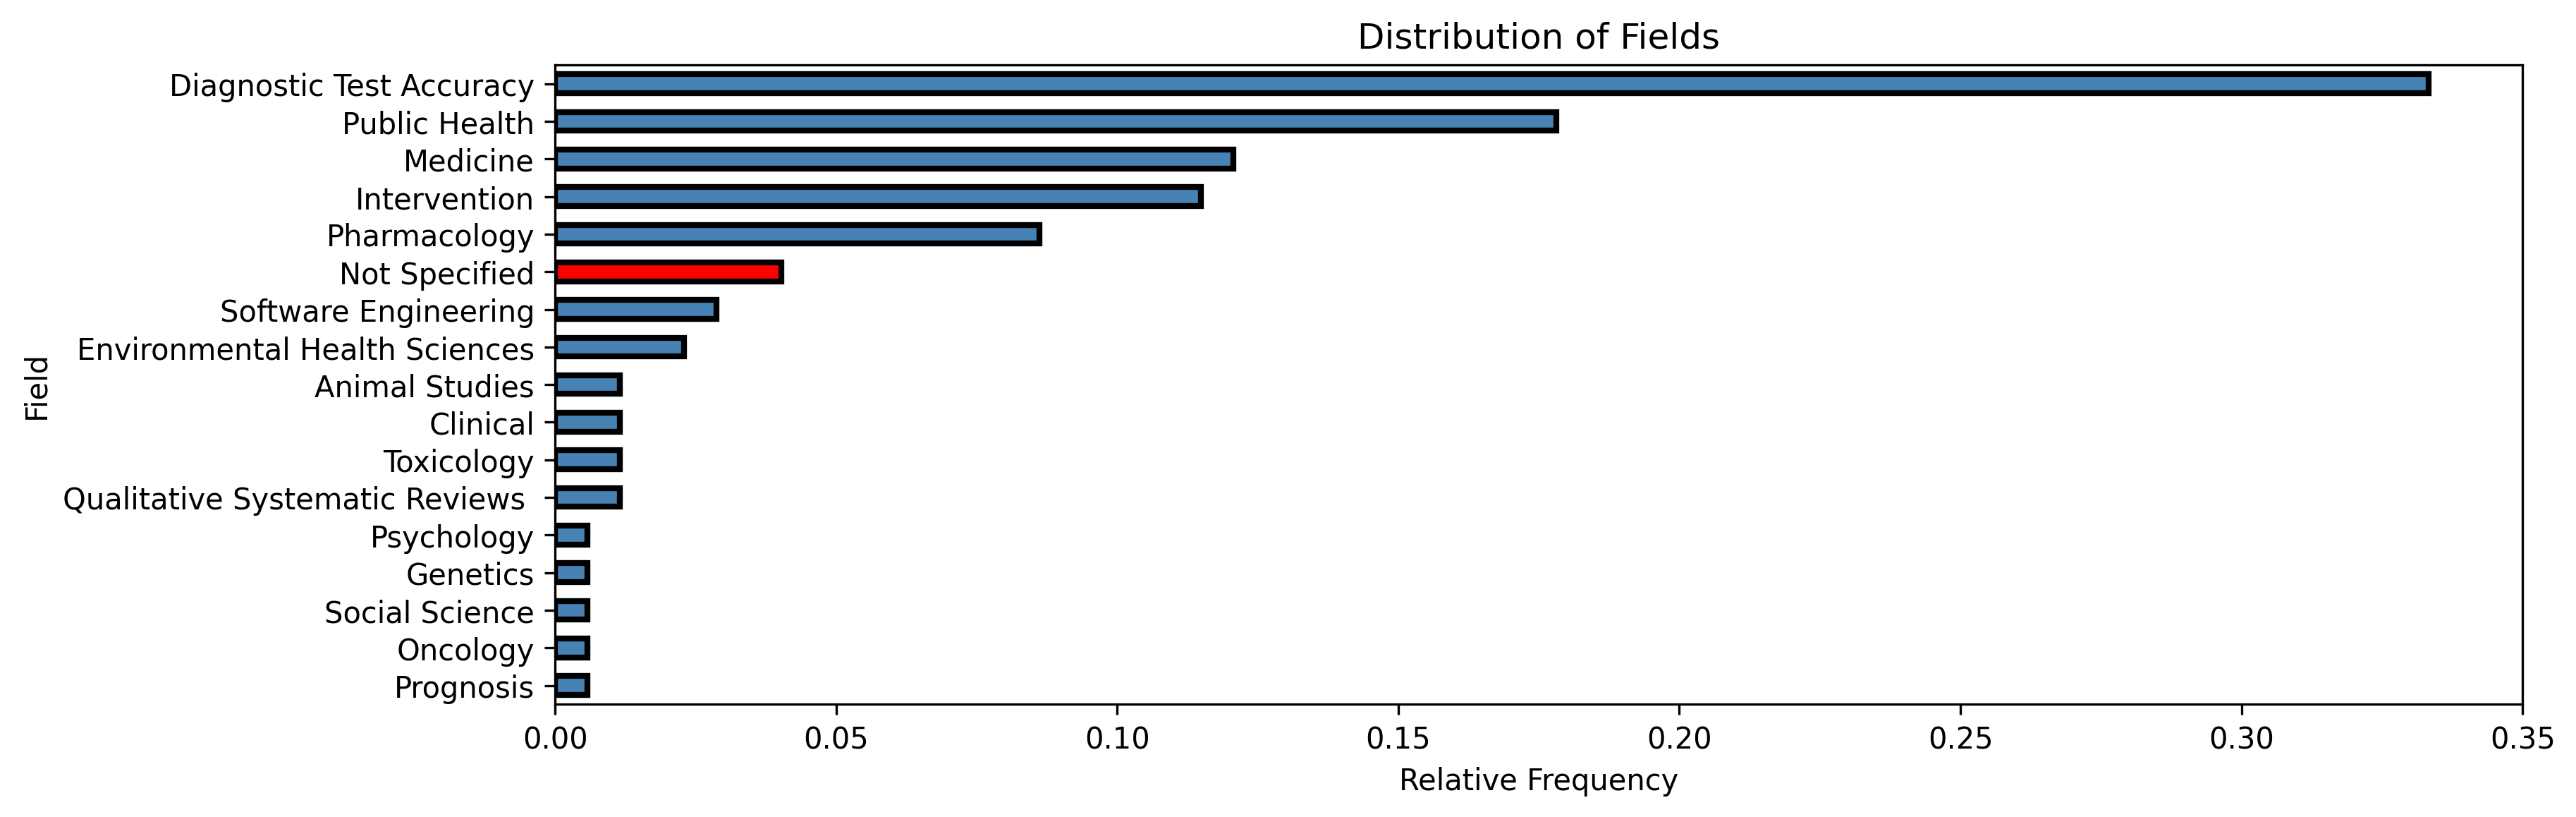 Distribution of Fields
Diagnostic Test Accuracy
Public Health
Medicine
Intervention
Pharmacology
Not Specified
Software Engineering
Environmental Health Sciences
Animal Studies
Clinical
Toxicology
Qualitative Systematic Reviews
Psychology
Genetics
Social Science
Oncology
Prognosis
Field
0.00 0.05 0.10 0.15 0.20 0.25 0.30 0.35
Relative Frequency